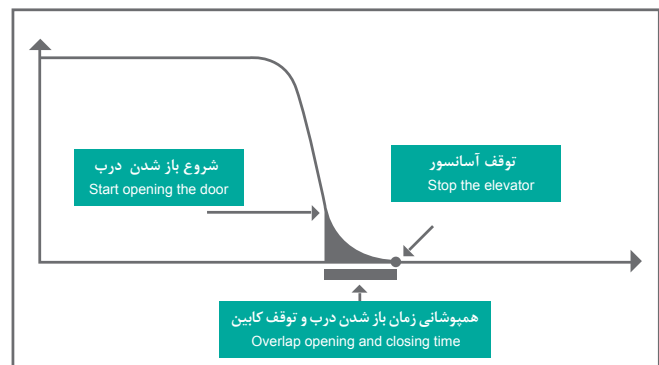 شروع باز شدن درب
Start opening the door
توقف آسانسور
Stop the elevator
همپوشانی زمان باز شدن درب و توقف کابین
Overlap opening and closing time